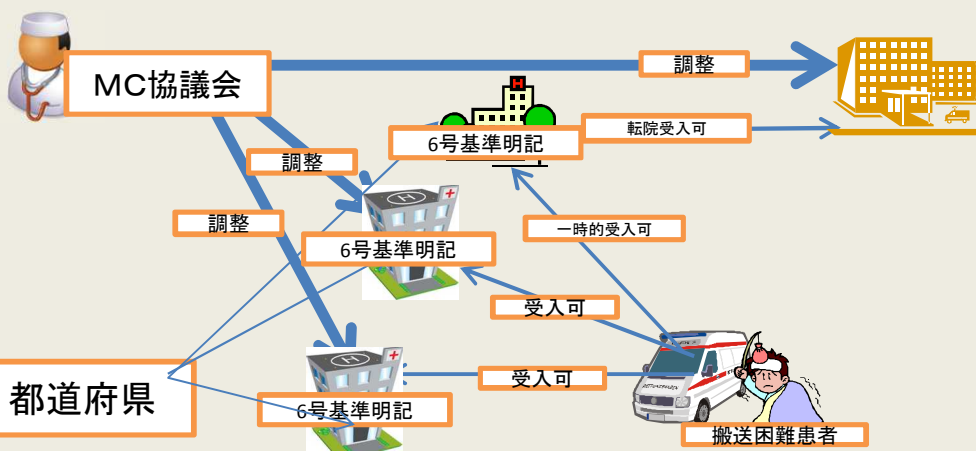 MC協議会
調整
転院受入可
6号基準明記
調整
調整
一時的受入可
6号基準明記
受入可
受入可
都道府県
6号基準明記
搬送困難患者